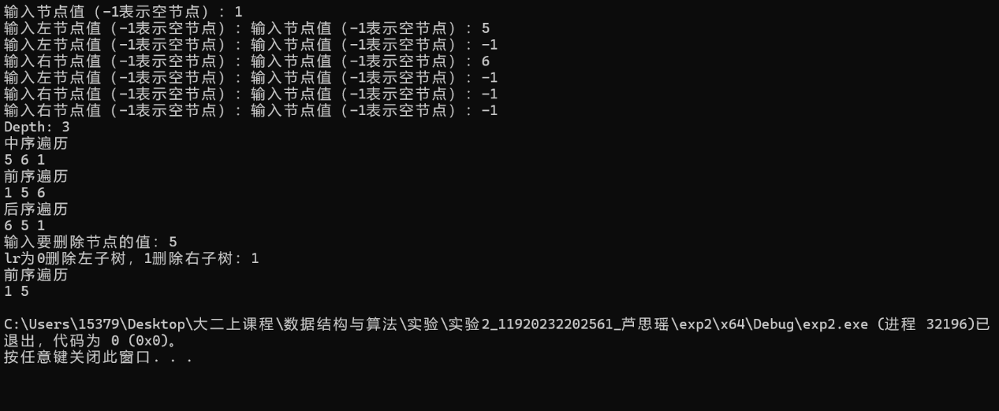 输入节点值（-1表示空节点）：1
输入左节点值（-1表示空节点）：输入节点值（-1表示空节点）：5
输入左节点值（-1表示空节点）：输入节点值（-1表示空节点）：-1
输入右节点值（-1表示空节点）：输入节点值（-1表示空节点）：6
输入左节点值（-1表示空节点）：输入节点值（-1表示空节点）：-1
输入右节点值（-1表示空节点）：输入节点值（-1表示空节点）：-1
输入右节点值（-1表示空节点）：输入节点值（-1表示空节点）：-1
Depth: 3
中序遍历
5 6 1
前序遍历
1 5 6
后序遍历
6 5 1
输入要删除节点的值：5
lr为0删除左子树，1删除右子树：1
前序遍历
1 5
C:\Users\15379\Desktop\大二上课程\数据结构与算法\实验\实验2_11920232202561_芦思瑶\exp2\x64\Debug\exp2.exe (进程 32196)已
退出，代码为 0 (0x0)。
按任意键关闭此窗口. . .